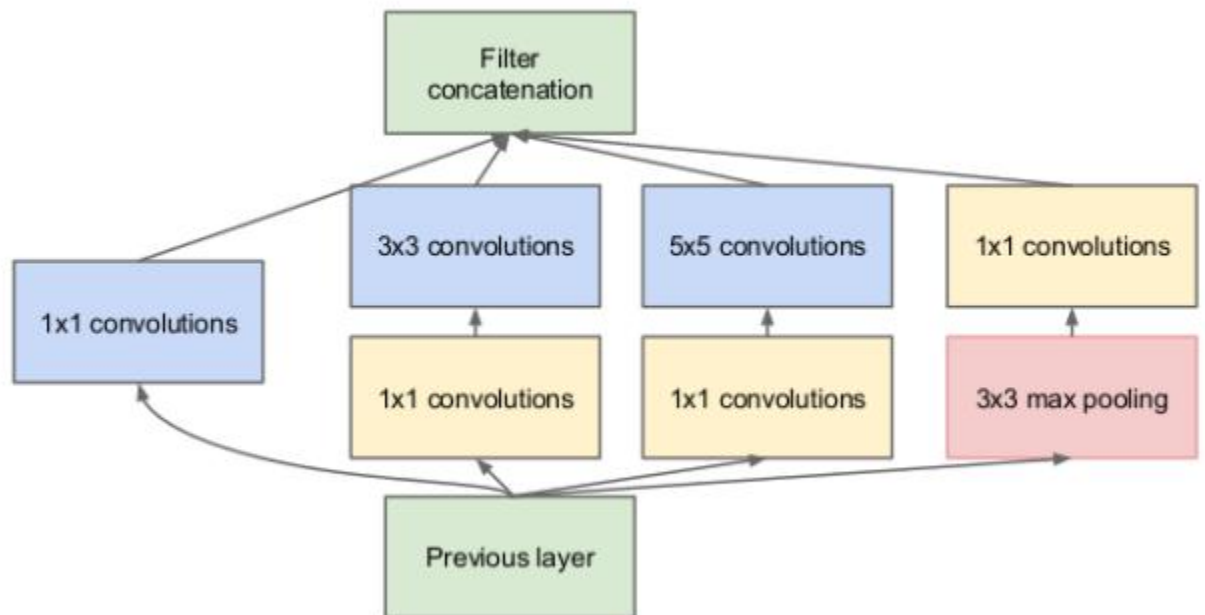 Filter
concatenation
3x3 convolutions
5x5 convolutions
1x1 convolutions
1x1 convolutions
1x1 convolutions
1x1 convolutions
3x3 max pooling
Previous layer